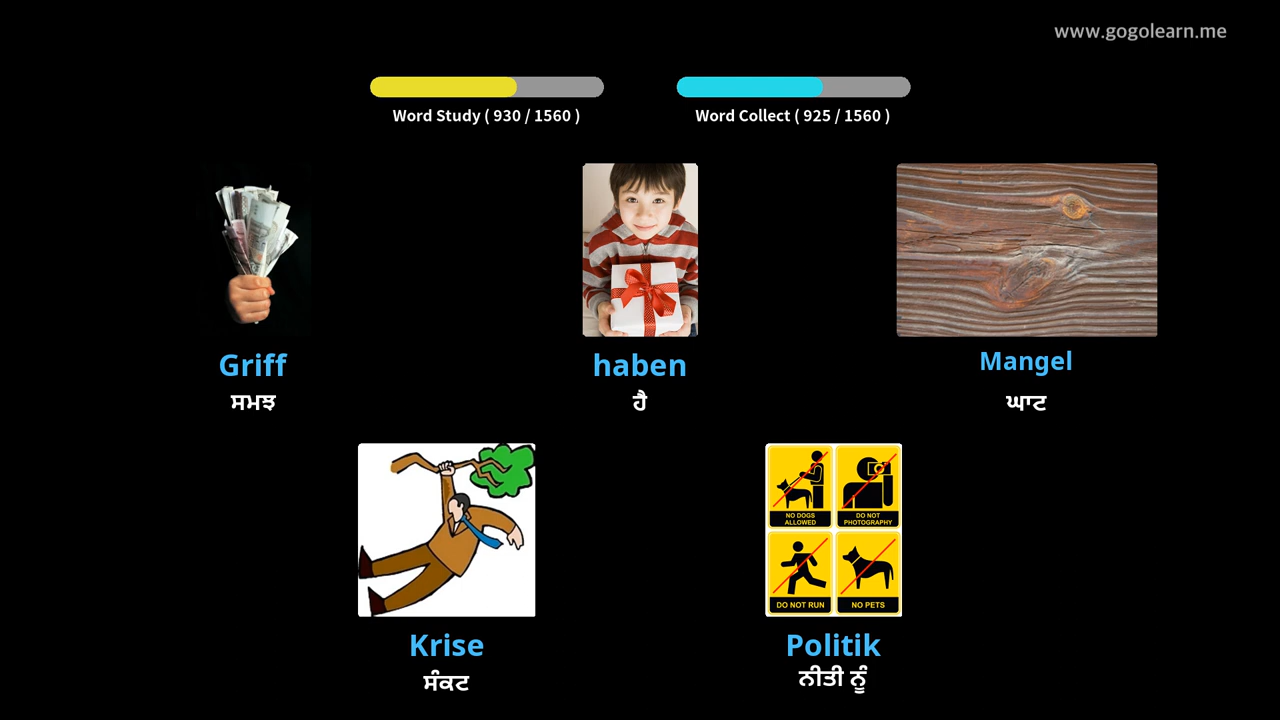 www.gogolearn.me
Word Study ( 930 / 1560 )
Word Collect ( 925 / 1560 )
Griff
ਸਮਝ
haben
ਹੈ
Mangel
ਘਾਟ
NO DOGS
ALLOWED
DO NOT
PHOTOGRAPHY
DO NOT RUN
NO PETS
Krise
ਸੰਕਟ
Politik
ਨੀਤੀ ਨੂੰ